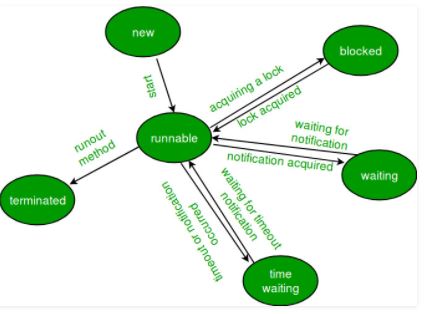 new
blocked
start
acquiring a lock
lock acquired
runnable
waiting for
notification
notification acquired
waiting
runout
method
terminated
waiting for timeout
notification
timeout or notification
occurred
time
waiting